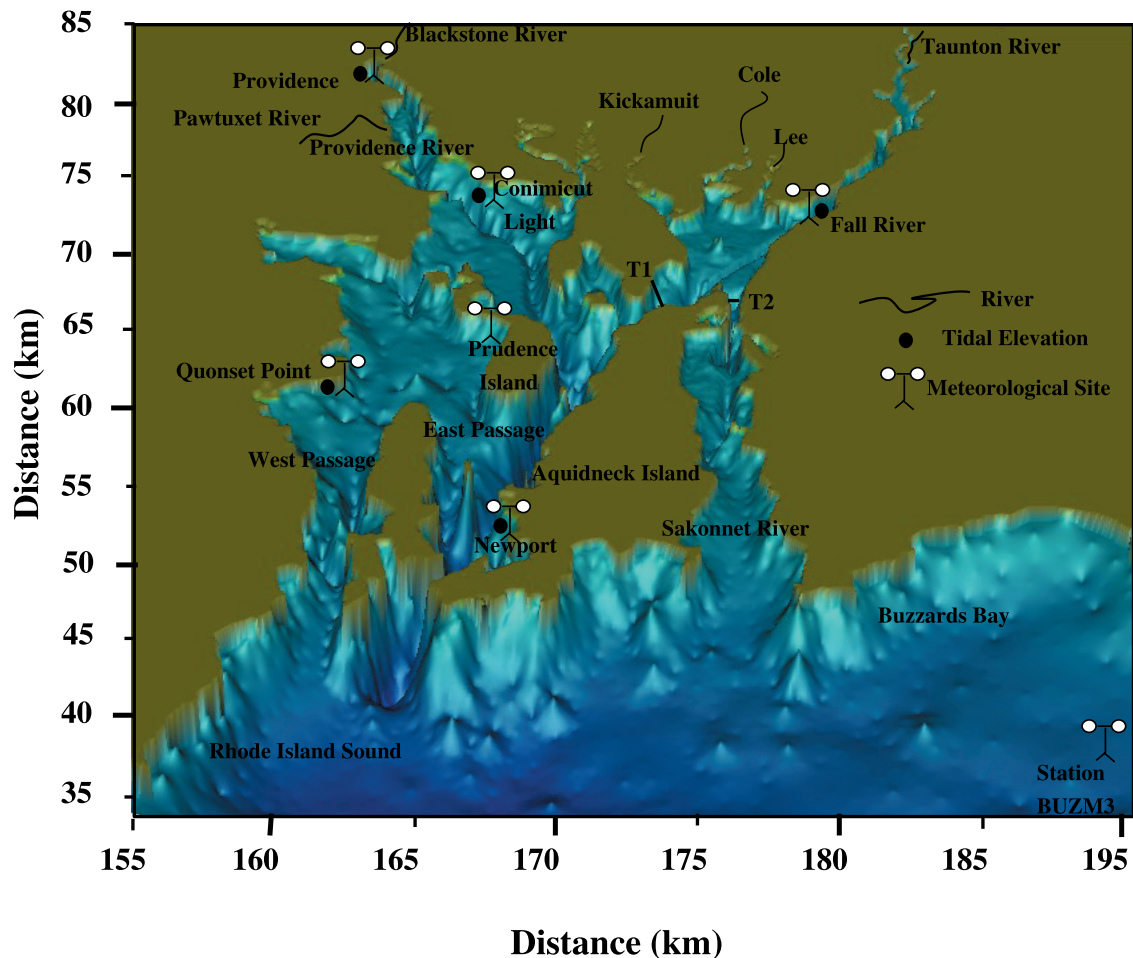 85
Blackstone River
Taunton River
Providence
Cole
80
Kickamuit
Pawtuxet River
Lee
Providence River
75
Conimicut
Light
Fall River
70
T1
River
T2
65
Tidal Elevation
Prudence
Quonset Point
Island
Meteorological Site
60
East Passage
West Passage
Aquidneck Island
55
Sakonnet River
Newport
50
Buzzards Bay
45
40
Rhode Island Sound
Station
35
BUZM3
Distance (km)
155
160
165
170
175
180
185
195
Distance (km)